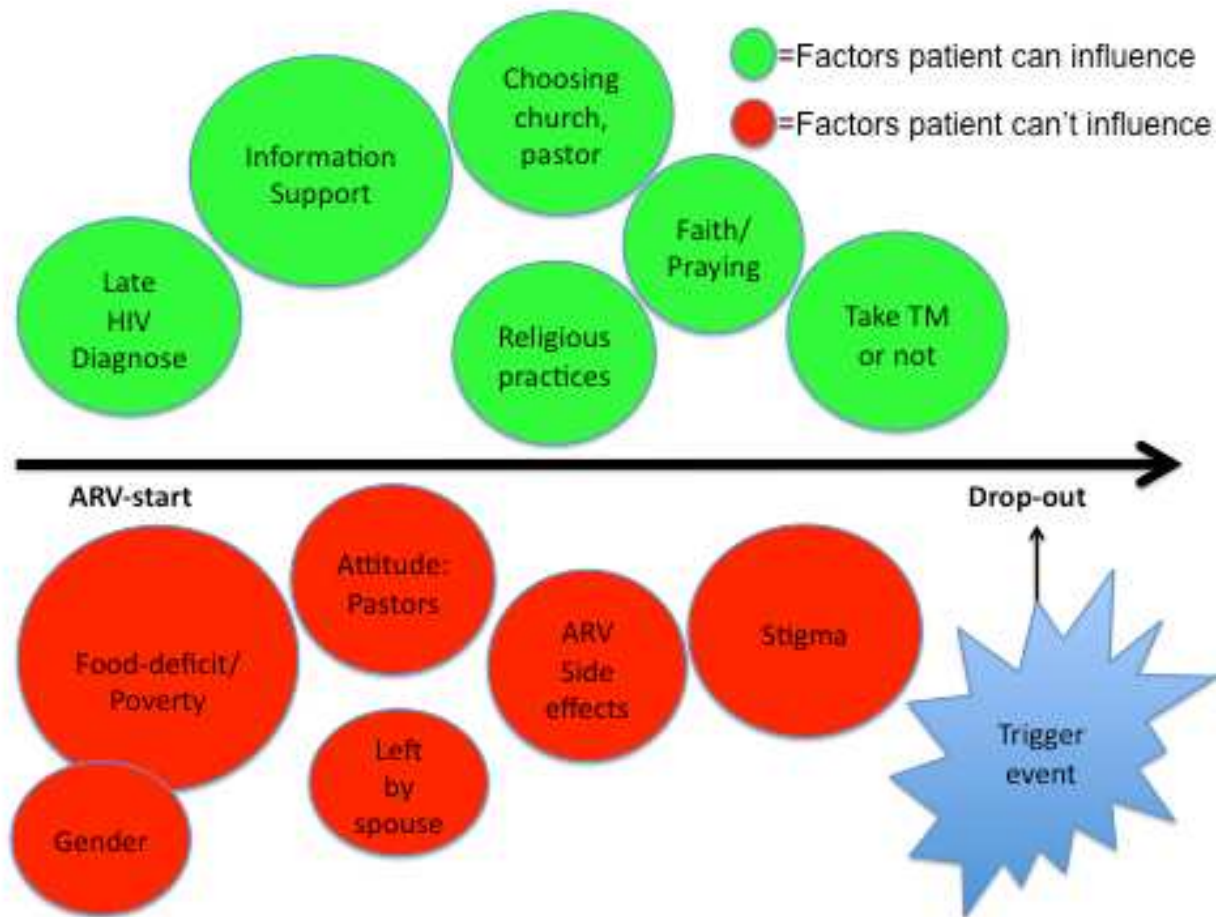 =Factors patient can influence
=Factors patient can't influence
Choosing
church,
pastor
Information
Support
Faith/
Praying
Late
HIV
Diagnose
Religious
practices
Take TM
or not
ARV-start
Drop-out
Attitude:
Pastors
Food-deficit/
Poverty
ARV
Side
effects
Stigma
Left
by
spouse
Gender
Trigger
event